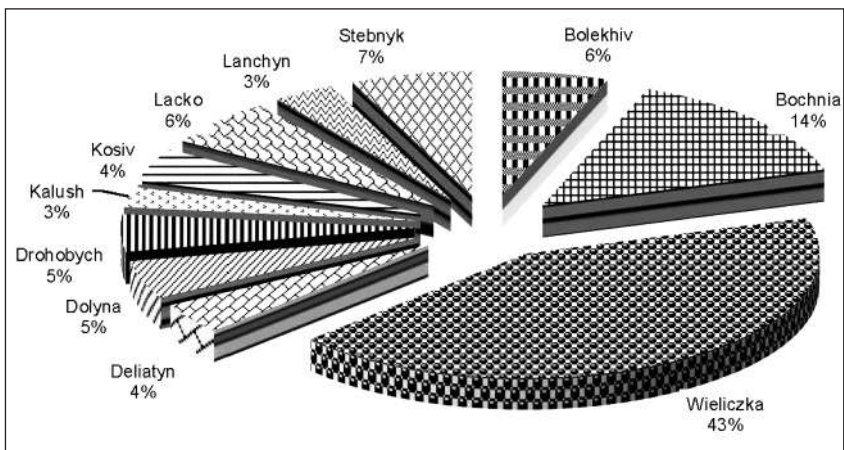 Stebnyk
7%
Bolekhiv
6%
Lanchyn
3%
Bochnia
14%
Lacko
6%
Kosiv
4%
Kalush
3%
Drohobych
5%
Dolyna
5%
Deliatyn
4%
Wieliczka
43%